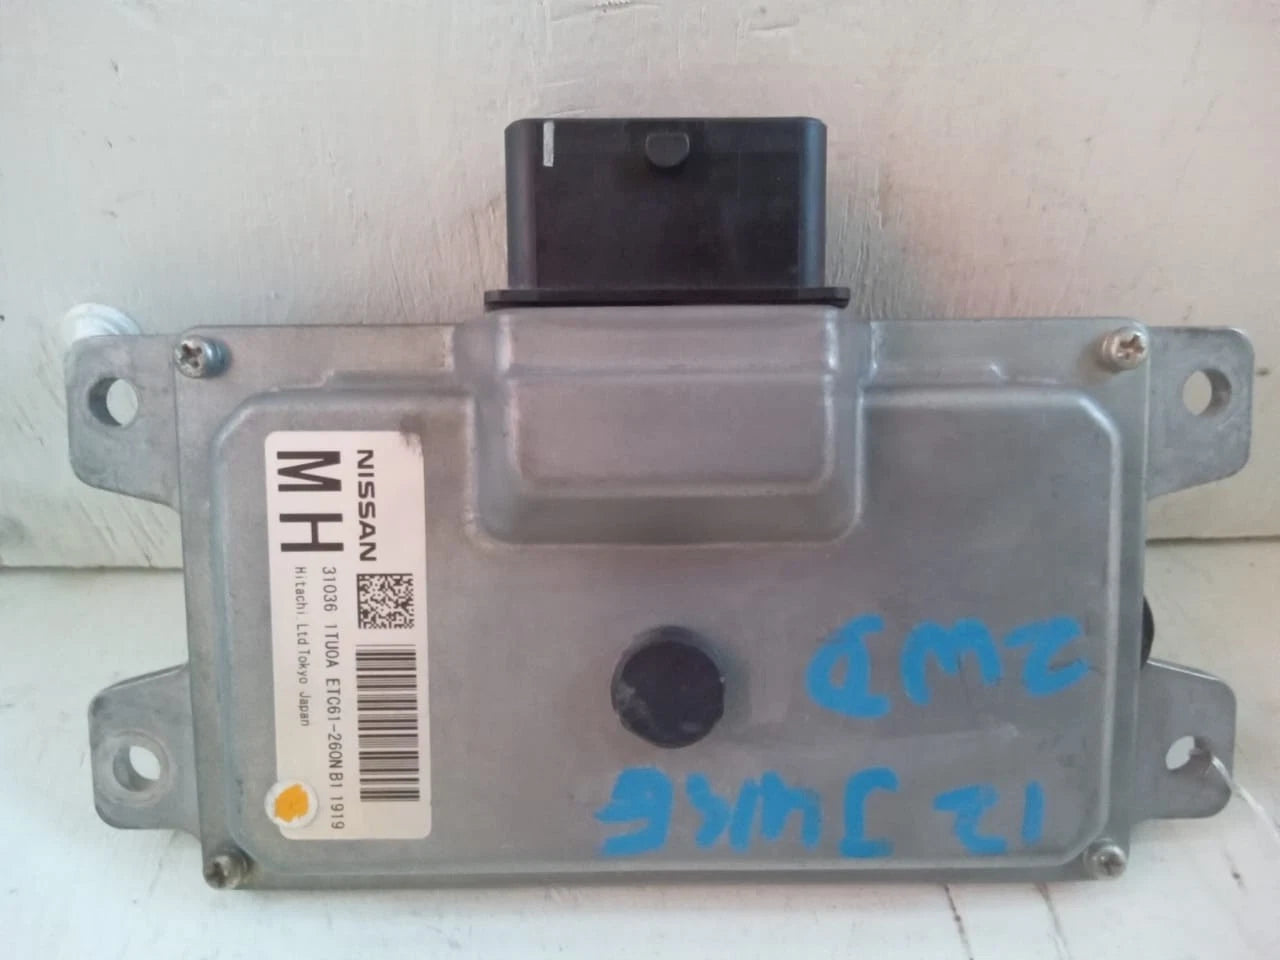 NISSAN
MH
31036 1TU0A ETC61-260N B1 1919
Hitachi. Ltd. Tokyo Japan
12 JUKE
2WD